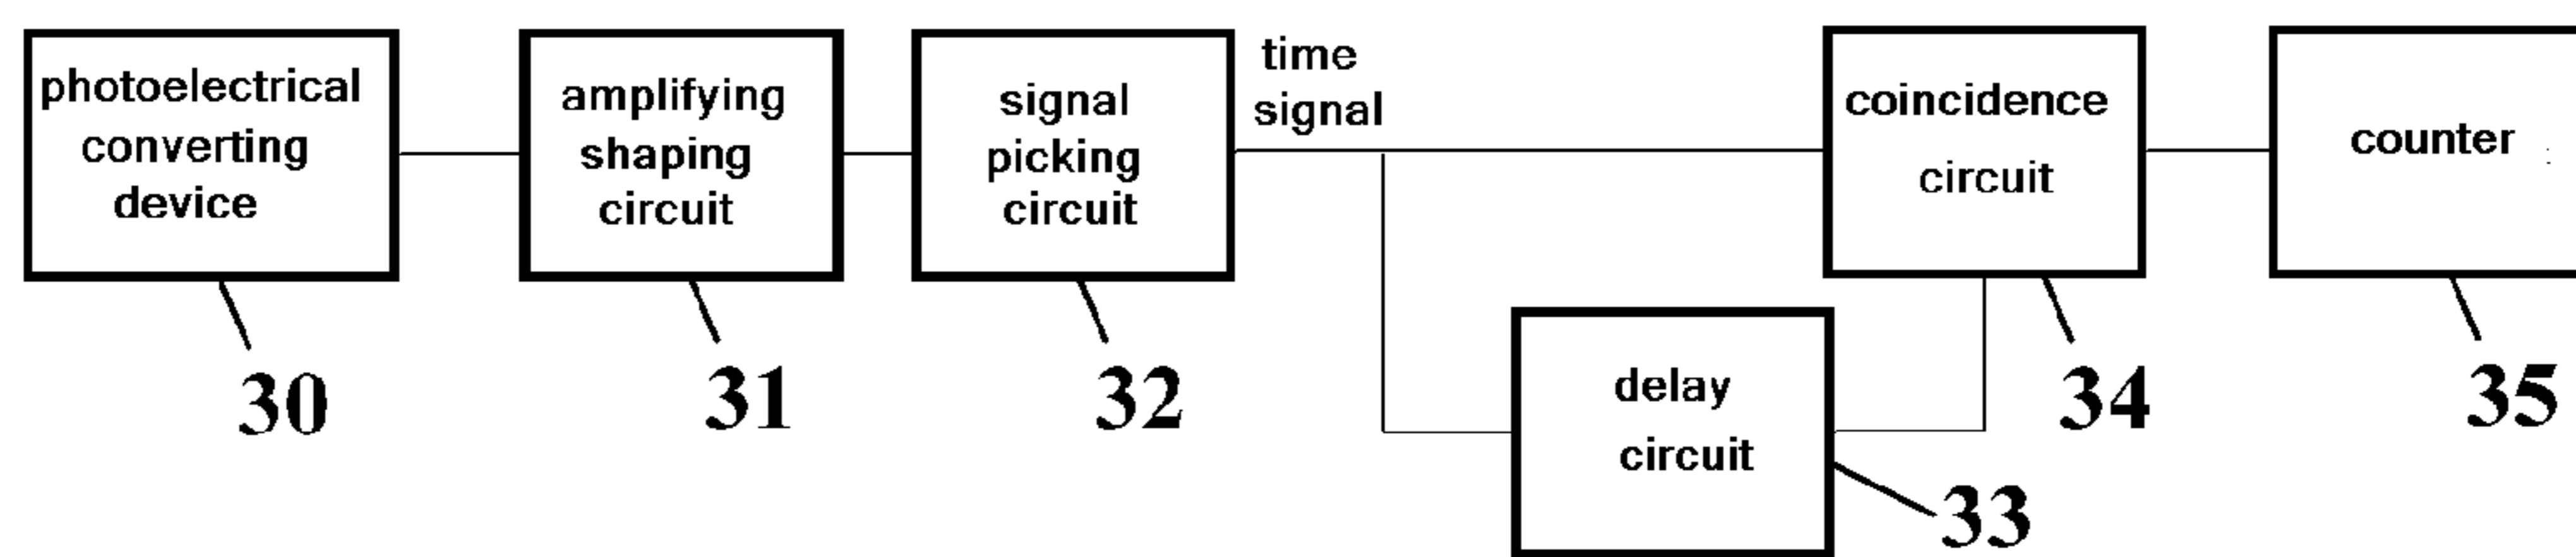 photoelectrical
converting
device
amplifying
shaping
circuit
signal
picking
circuit
time
signal
coincidence
circuit
counter
delay
circuit
30
31
32
33
34
35